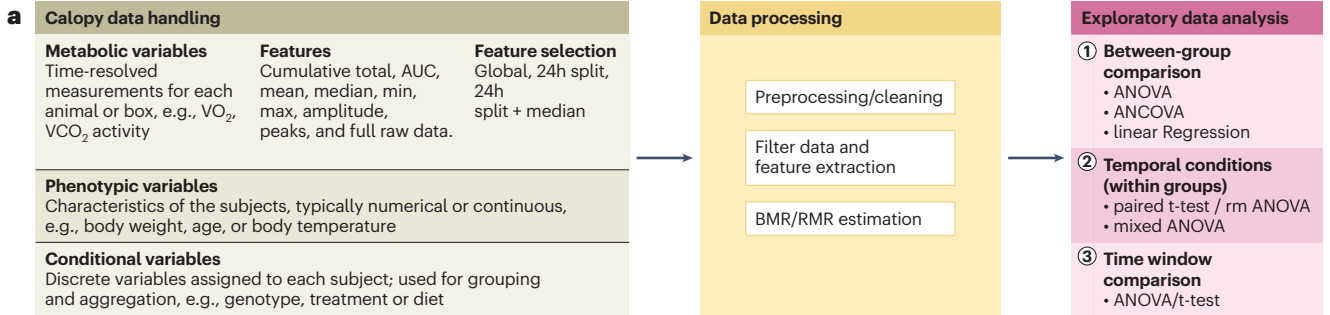 a
Calopy data handling
Metabolic variables
Time-resolved
measurements for each
animal or box, e.g., VO₂,
VCO₂ activity
Features
Cumulative total, AUC,
mean, median, min,
max, amplitude,
peaks, and full raw data.
Feature selection
Global, 24h split,
24h
split + median
Phenotypic variables
Characteristics of the subjects, typically numerical or continuous,
e.g., body weight, age, or body temperature
Conditional variables
Discrete variables assigned to each subject; used for grouping
and aggregation, e.g., genotype, treatment or diet
Data processing
Preprocessing/cleaning
Filter data and
feature extraction
BMR/RMR estimation
Exploratory data analysis
① Between-group
comparison
• ANOVA
• ANCOVA
• linear Regression
② Temporal conditions
(within groups)
• paired t-test / rm ANOVA
• mixed ANOVA
③ Time window
comparison
• ANOVA/t-test